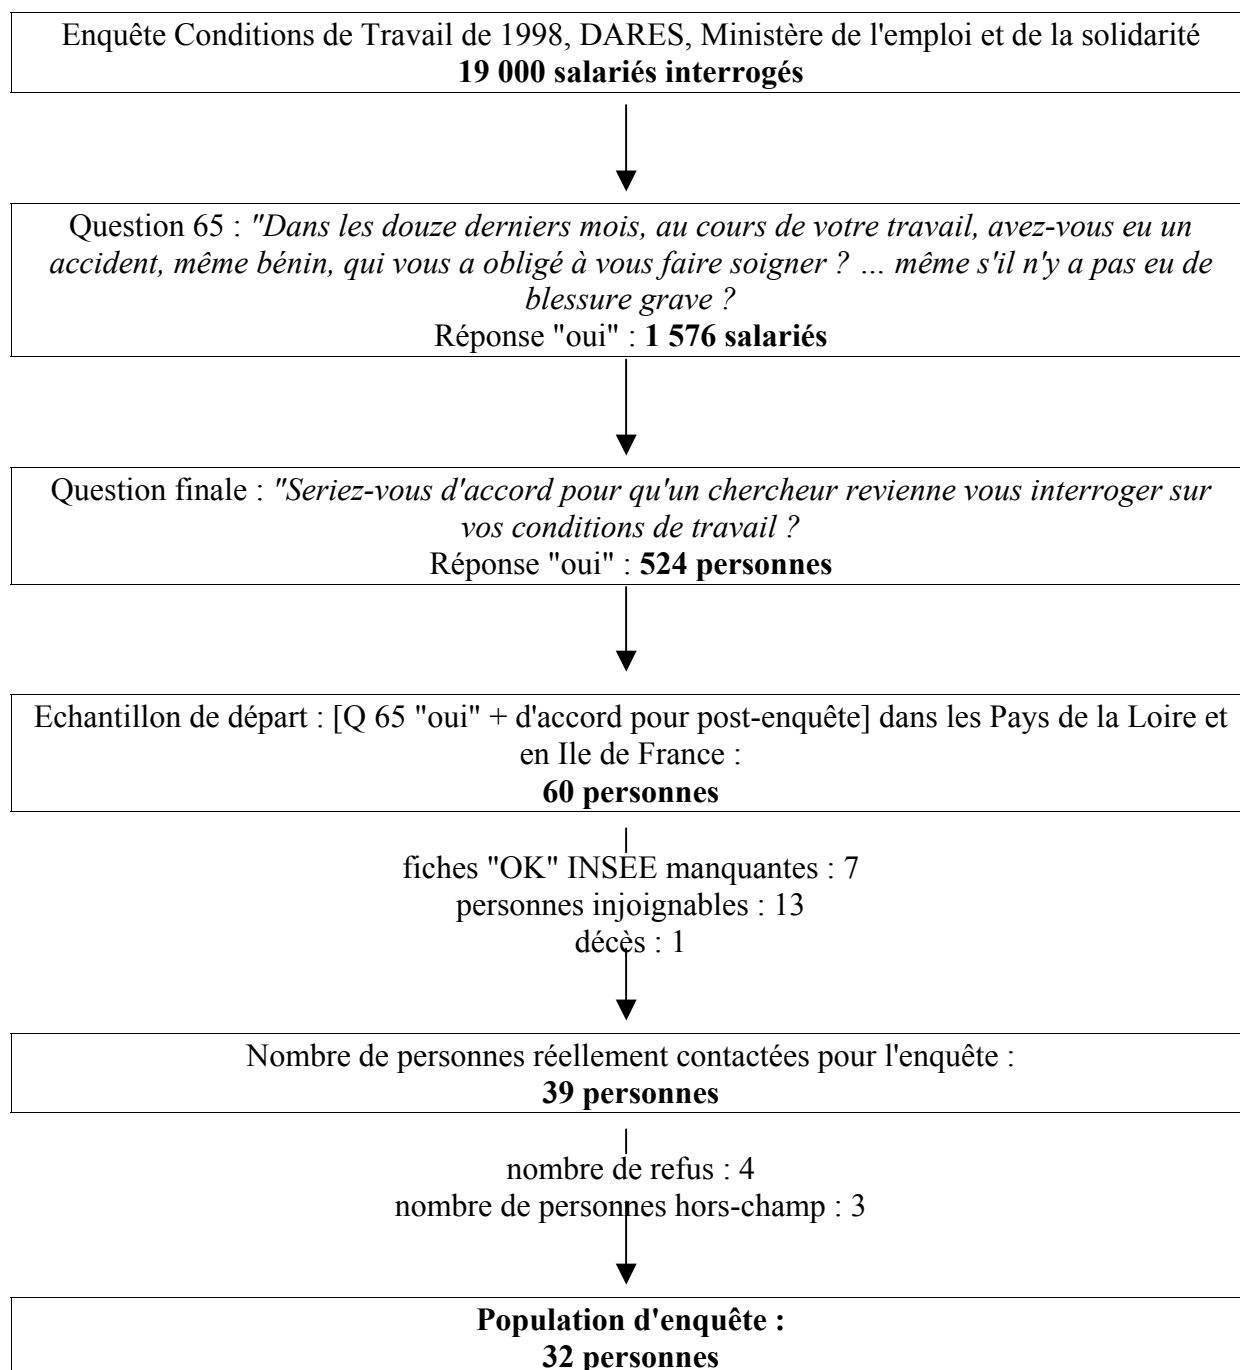 Enquête Conditions de Travail de 1998, DARES, Ministère de l'emploi et de la solidarité
19 000 salariés interrogés
Question 65 : "Dans les douze derniers mois, au cours de votre travail, avez-vous eu un
accident, même bénin, qui vous a obligé à vous faire soigner ? … même s'il n'y a pas eu de
blessure grave ?
Réponse "oui" : 1 576 salariés
Question finale : "Seriez-vous d'accord pour qu'un chercheur revienne vous interroger sur
vos conditions de travail ?
Réponse "oui" : 524 personnes
Echantillon de départ : [Q 65 "oui" + d'accord pour post-enquête] dans les Pays de la Loire et
en Ile de France :
60 personnes
fiches "OK" INSEE manquantes : 7
personnes injoignables : 13
décès : 1
Nombre de personnes réellement contactées pour l'enquête :
39 personnes
nombre de refus : 4
nombre de personnes hors-champ : 3
Population d'enquête :
32 personnes